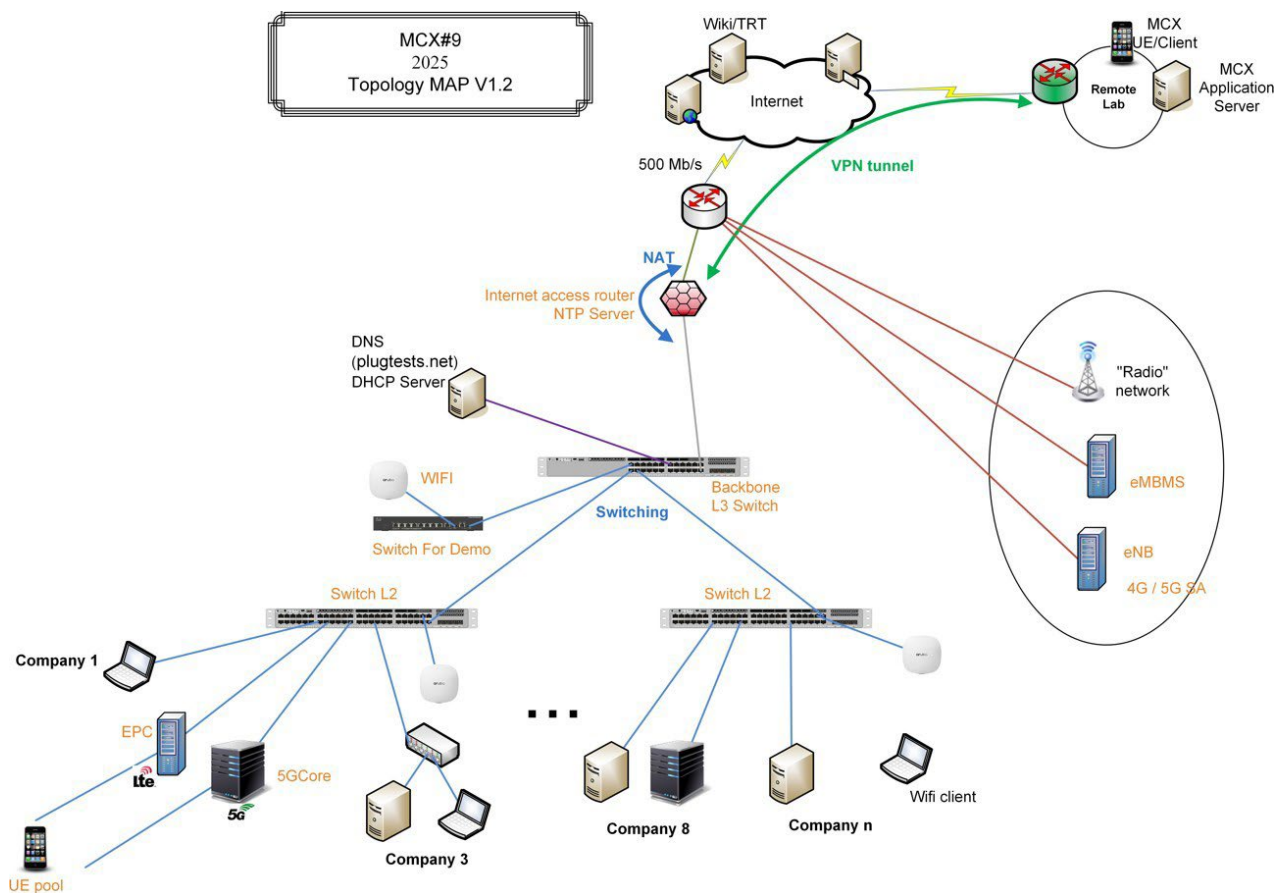 MCX#9
2025
Topology MAP V1.2
Wiki/TRT
Internet
MCX
UE/Client
Remote
Lab
MCX
Application
Server
500 Mb/s
VPN tunnel
NAT
Internet access router
NTP Server
DNS
(plugtests.net)
DHCP Server
"Radio"
network
WIFI
Backbone
L3 Switch
eMBMS
Switching
Switch For Demo
eNB
4G / 5G SA
Switch L2
Switch L2
Company 1
EPC
Lte
5GCore
5G
Company 3
UE pool
...
Company 8
Company n
Wifi client